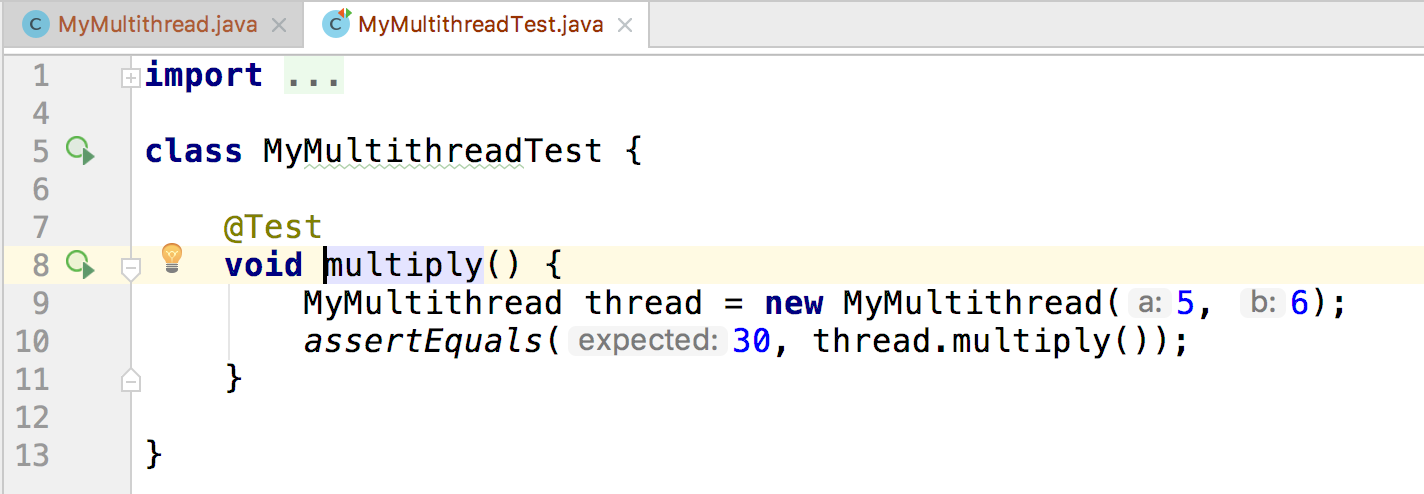 C MyMultithread.java × C MyMultithreadTest.java ×
1 import ...
4
5 class MyMultithreadTest {
6
7 @Test
8 void multiply() {
9 MyMultithread thread = new MyMultithread( a: 5, b: 6);
10 assertEquals( expected: 30, thread.multiply());
11 }
12
13 }